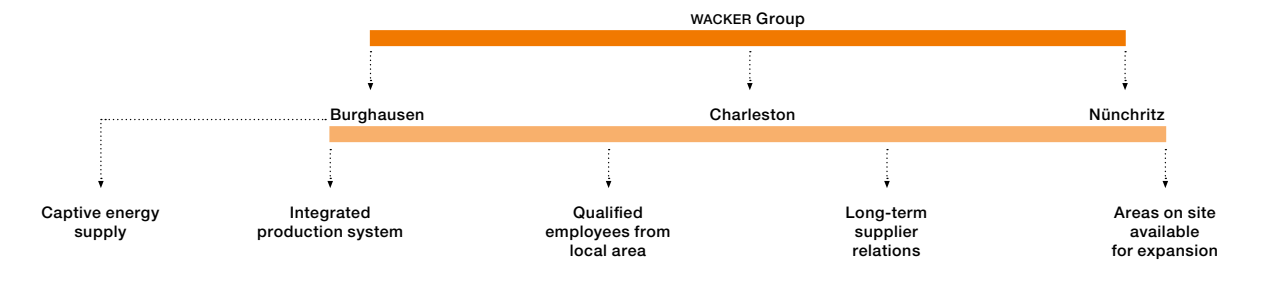 WACKER Group
Burghausen
Charleston
Nünchritz
Captive energy
supply
Integrated
production system
Qualified
employees from
local area
Long-term
supplier
relations
Areas on site
available
for expansion